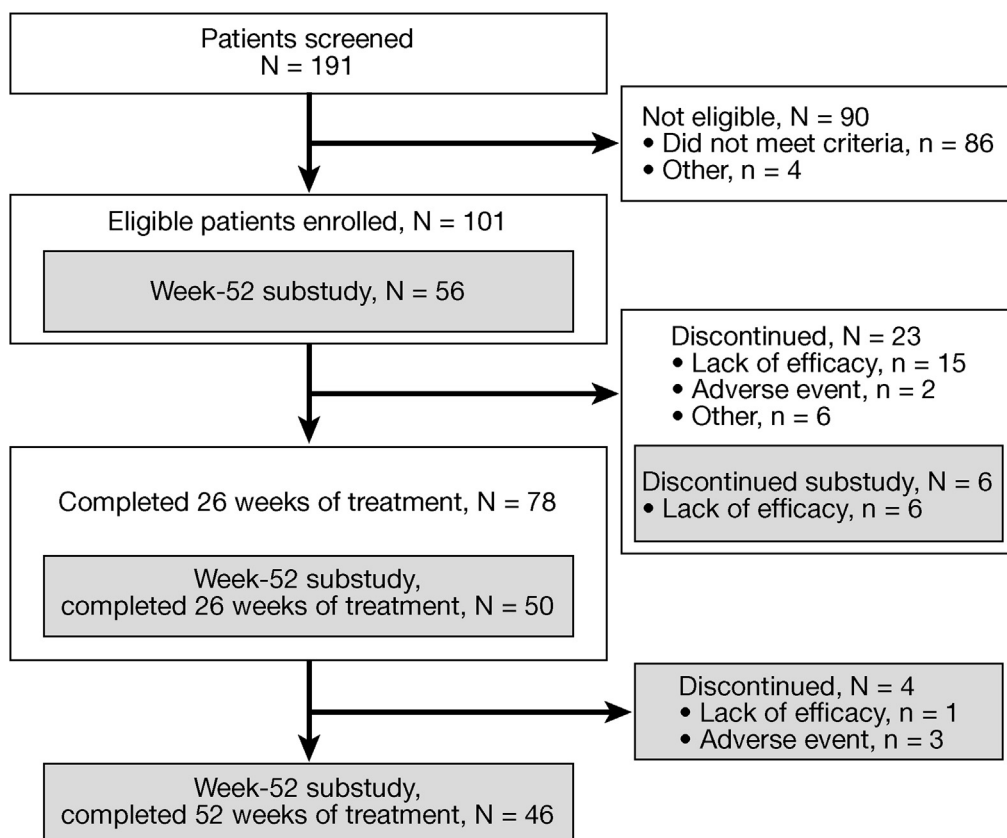 Patients screened
N = 191
Not eligible, N = 90
• Did not meet criteria, n = 86
• Other, n = 4
Eligible patients enrolled, N = 101
Week-52 substudy, N = 56
Discontinued, N = 23
• Lack of efficacy, n = 15
• Adverse event, n = 2
• Other, n = 6
Discontinued substudy, N = 6
• Lack of efficacy, n = 6
Completed 26 weeks of treatment, N = 78
Week-52 substudy,
completed 26 weeks of treatment, N = 50
Discontinued, N = 4
• Lack of efficacy, n = 1
• Adverse event, n = 3
Week-52 substudy,
completed 52 weeks of treatment, N = 46